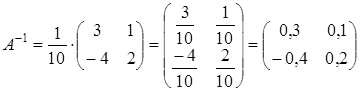 A⁻¹ = 1/10 · ( 3 1 ; −4 2 ) = ( 3/10 1/10 ; −4/10 2/10 ) = ( 0,3 0,1 ; −0,4 0,2 )